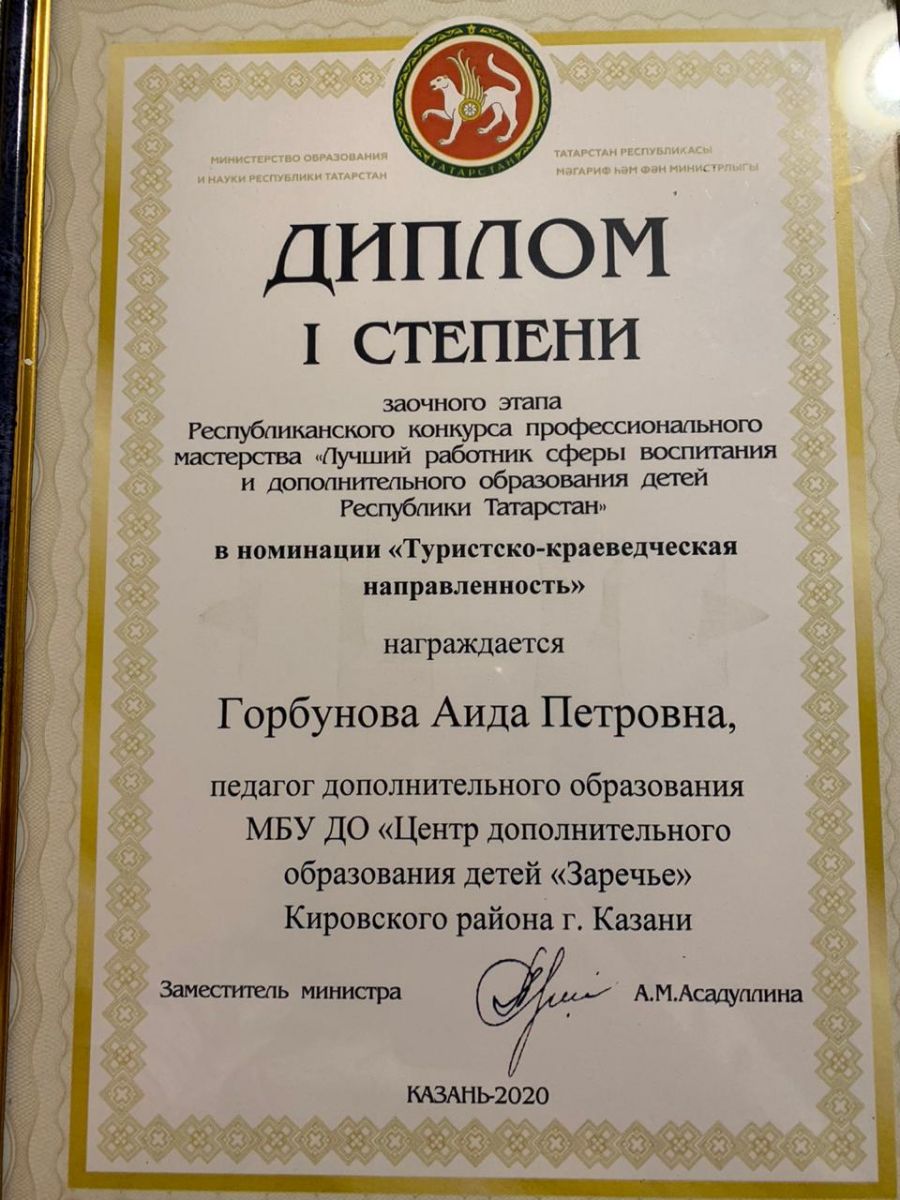 ТАТАРСТАН
МИНИСТЕРСТВО ОБРАЗОВАНИЯ
И НАУКИ РЕСПУБЛИКИ ТАТАРСТАН
ТАТАРСТАН РЕСПУБЛИКАСЫ
МӘГАРИФ ҺӘМ ФӘН МИНИСТРЛЫГЫ
ДИПЛОМ
I СТЕПЕНИ
заочного этапа
Республиканского конкурса профессионального
мастерства «Лучший работник сферы воспитания
и дополнительного образования детей
Республики Татарстан»
в номинации «Туристско-краеведческая
направленность»
награждается
Горбунова Аида Петровна,
педагог дополнительного образования
МБУ ДО «Центр дополнительного
образования детей «Заречье»
Кировского района г. Казани
Заместитель министра А.М.Асадуллина
КАЗАНЬ-2020